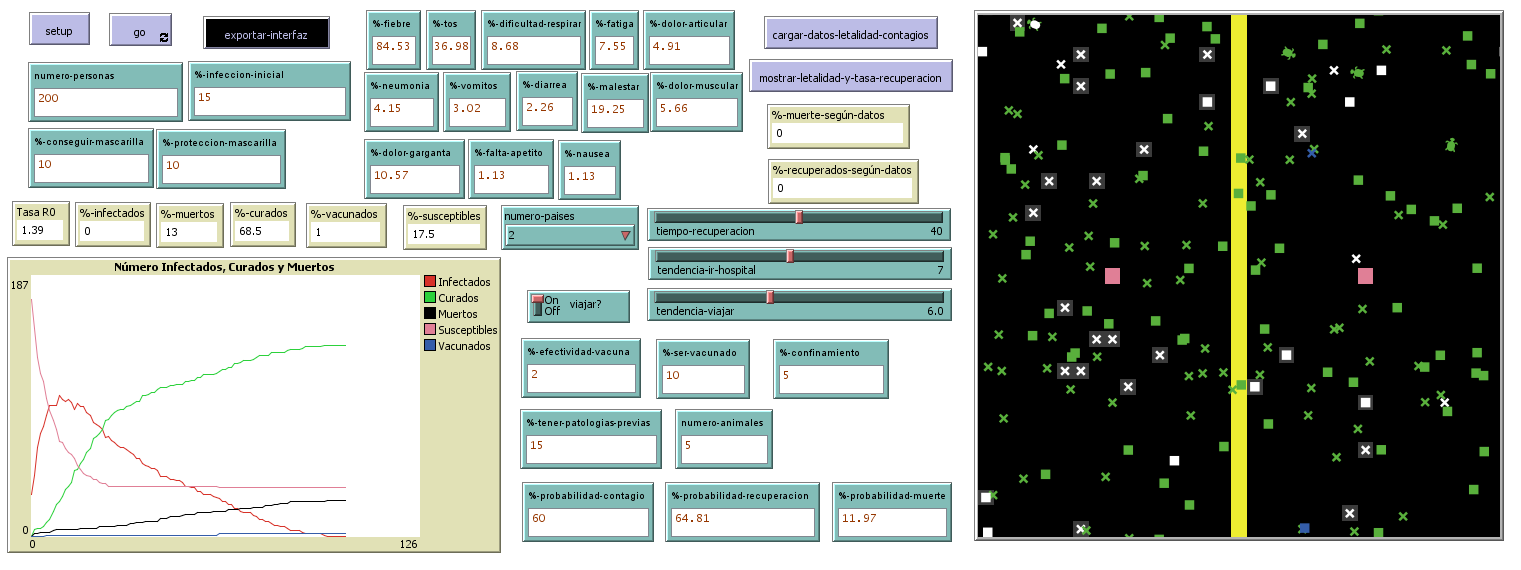 setup
go
exportar-interfaz
numero-personas
200
%-infeccion-inicial
15
%-conseguir-mascarilla
10
%-proteccion-mascarilla
10
%-fiebre
84.53
%-tos
36.98
%-dificultad-respirar
8.68
%-fatiga
7.55
%-dolor-articular
4.91
%-neumonia
4.15
%-vomitos
3.02
%-diarrea
2.26
%-malestar
19.25
%-dolor-muscular
5.66
%-dolor-garganta
10.57
%-falta-apetito
1.13
%-nausea
1.13
cargar-datos-letalidad-contagios
mostrar-letalidad-y-tasa-recuperacion
%-muerte-según-datos
0
%-recuperados-según-datos
0
Tasa R0
1.39
%-infectados
0
%-muertos
13
%-curados
68.5
%-vacunados
1
%-susceptibles
17.5
numero-paises
2
tiempo-recuperacion 40
tendencia-ir-hospital 7
tendencia-viajar 6.0
On
Off
viajar?
Número Infectados, Curados y Muertos
187
0
0
126
Infectados
Curados
Muertos
Susceptibles
Vacunados
%-efectividad-vacuna
2
%-ser-vacunado
10
%-confinamiento
5
%-tener-patologias-previas
15
numero-animales
5
%-probabilidad-contagio
60
%-probabilidad-recuperacion
64.81
%-probabilidad-muerte
11.97